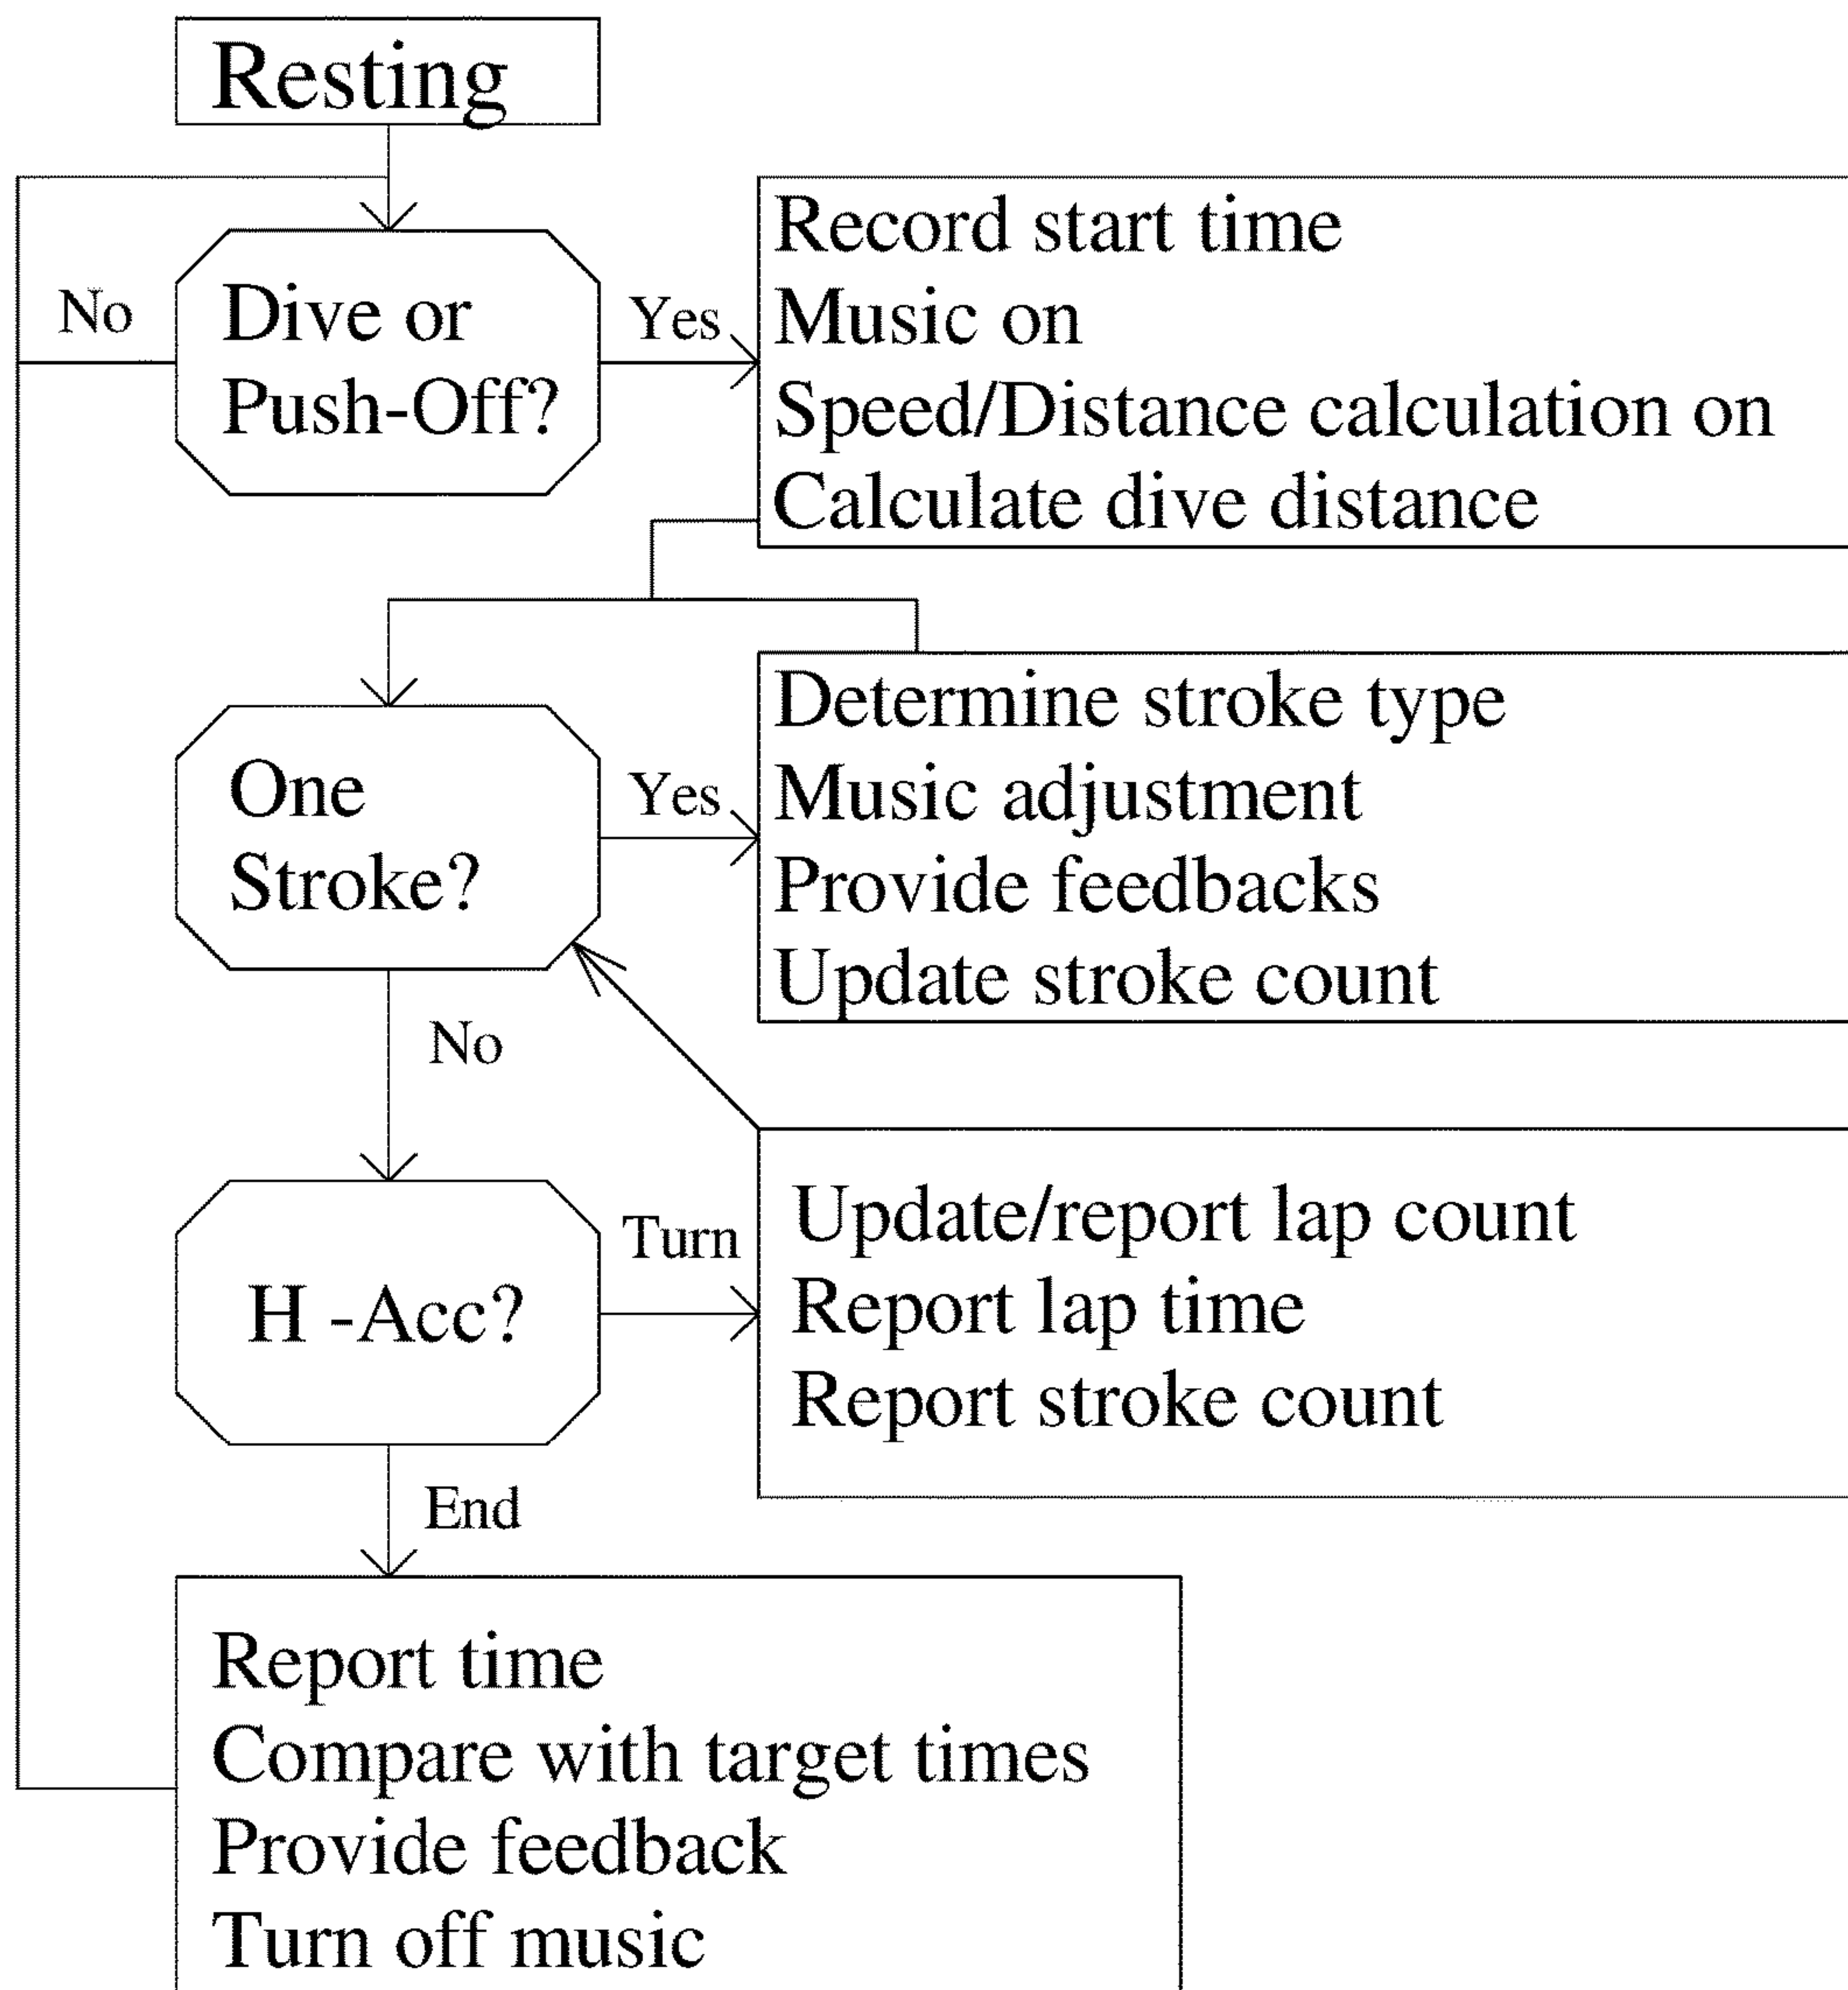 Resting
No
Dive or
Push-Off?
Yes
Record start time
Music on
Speed/Distance calculation on
Calculate dive distance
One
Stroke?
Yes
Determine stroke type
Music adjustment
Provide feedbacks
Update stroke count
No
H -Acc?
Turn
Update/report lap count
Report lap time
Report stroke count
End
Report time
Compare with target times
Provide feedback
Turn off music